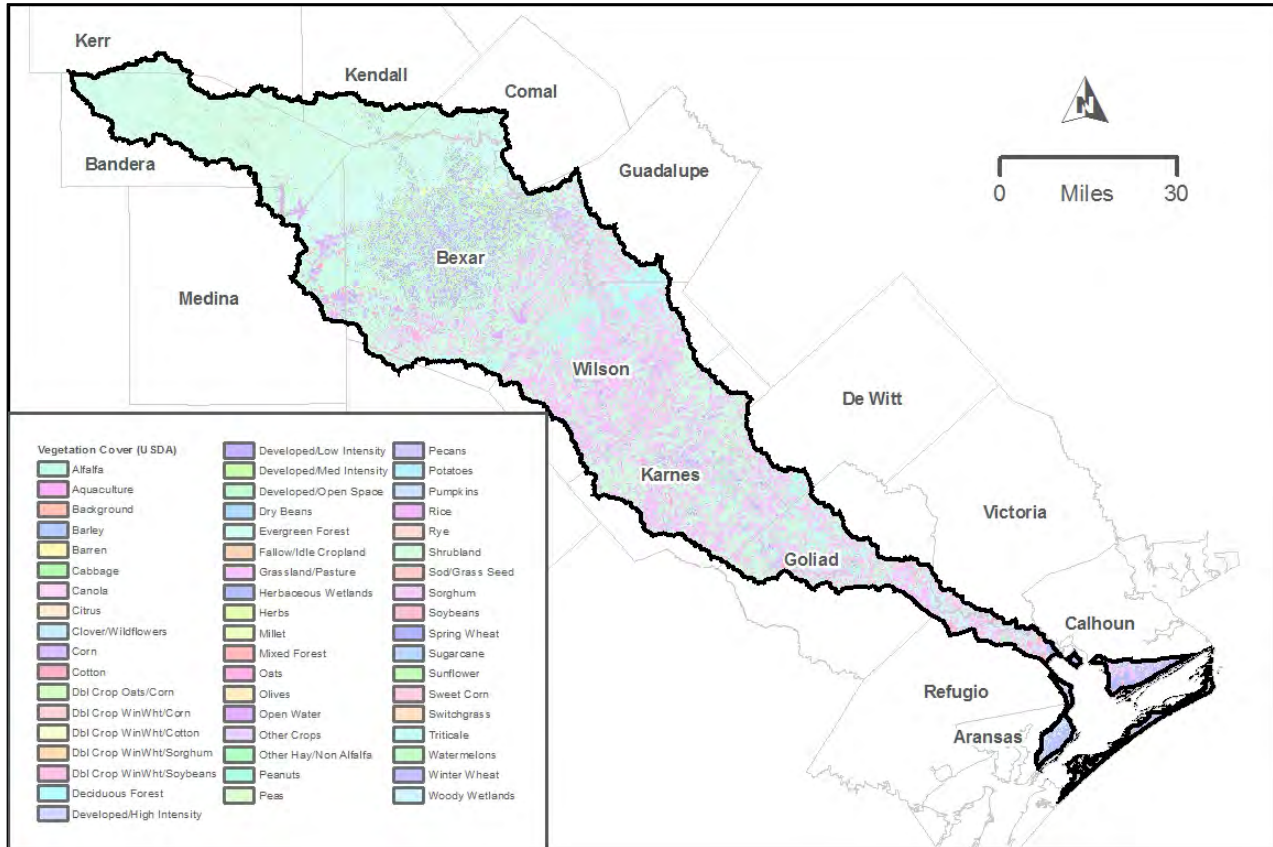 Kerr
Kendall
Comal
Bandera
Guadalupe
N
0 Miles 30
Bexar
Medina
Wilson
De Witt
Karnes
Victoria
Goliad
Calhoun
Refugio
Aransas
Vegetation Cover (USDA)
Alfalfa
Aquaculture
Background
Barley
Barren
Cabbage
Canola
Citrus
Clover/Wildflowers
Corn
Cotton
Dbl Crop Oats/Corn
Dbl Crop WinWht/Corn
Dbl Crop WinWht/Cotton
Dbl Crop WinWht/Sorghum
Dbl Crop WinWht/Soybeans
Deciduous Forest
Developed/High Intensity
Developed/Low Intensity
Developed/Med Intensity
Developed/Open Space
Dry Beans
Evergreen Forest
Fallow/Idle Cropland
Grassland/Pasture
Herbaceous Wetlands
Herbs
Millet
Mixed Forest
Oats
Olives
Open Water
Other Crops
Other Hay/Non Alfalfa
Peanuts
Peas
Pecans
Potatoes
Pumpkins
Rice
Rye
Shrubland
Sod/Grass Seed
Sorghum
Soybeans
Spring Wheat
Sugarcane
Sunflower
Sweet Corn
Switchgrass
Triticale
Watermelons
Winter Wheat
Woody Wetlands